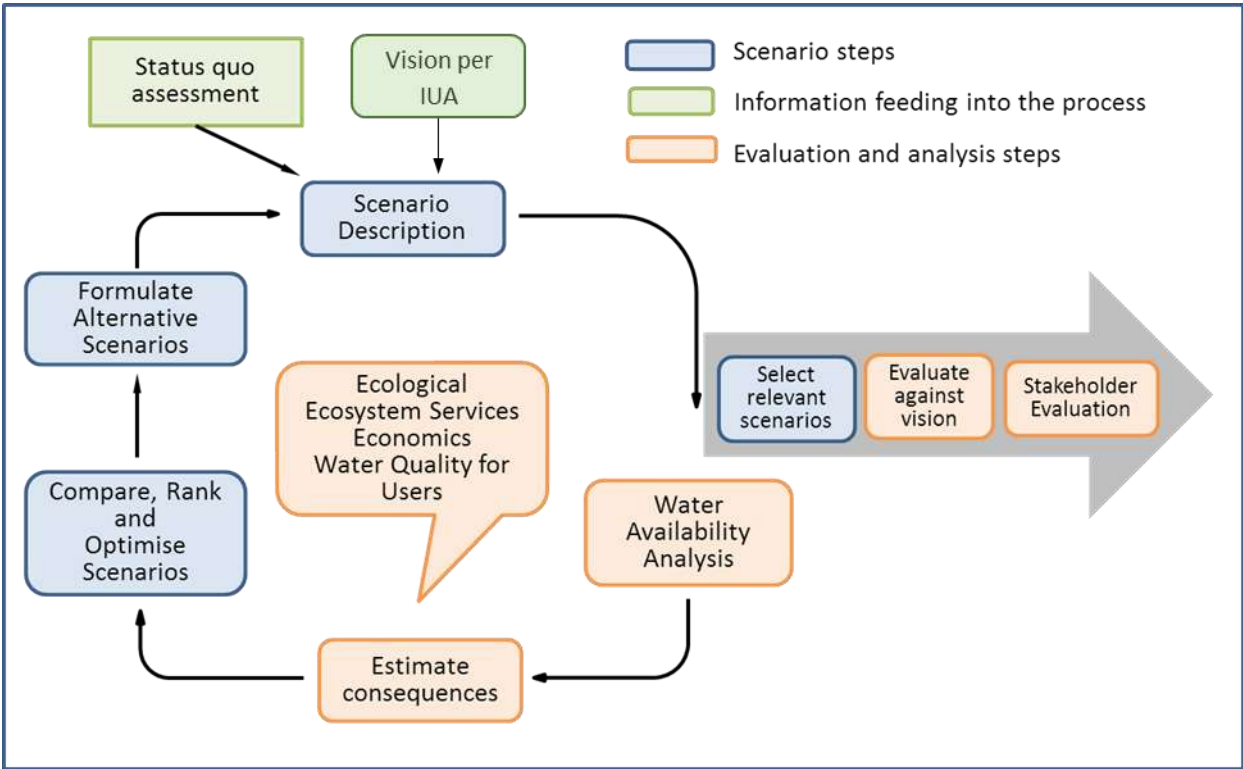 Status quo
assessment
Vision per
IUA
Scenario steps
Information feeding into the process
Evaluation and analysis steps
Scenario
Description
Formulate
Alternative
Scenarios
Select
relevant
scenarios
Evaluate
against
vision
Stakeholder
Evaluation
Ecological
Ecosystem Services
Economics
Water Quality for
Users
Compare, Rank
and
Optimise
Scenarios
Water
Availability
Analysis
Estimate
consequences